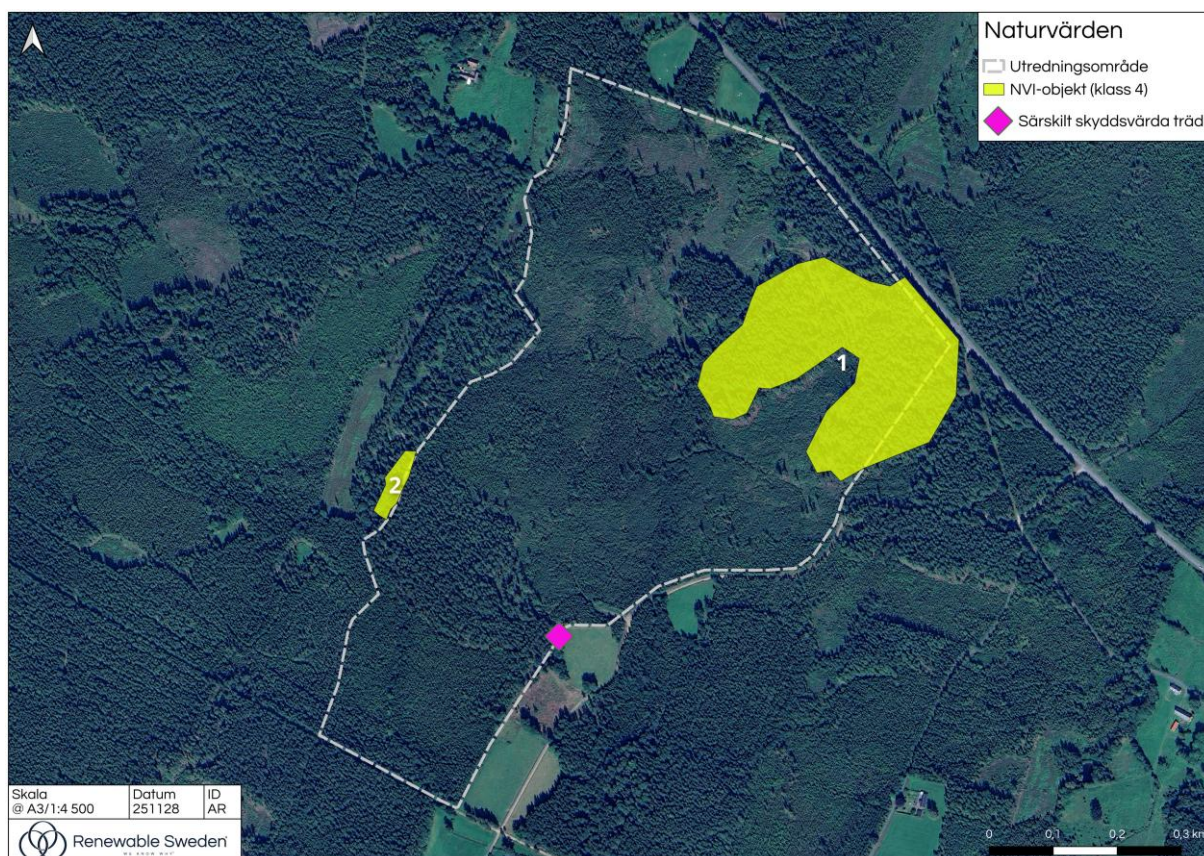 Naturvärden
Utredningsområde
NVI-objekt (klass 4)
Särskilt skyddsvärda träd
1
2
Skala
@ A3/1:4 500
Datum
251128
ID
AR
Renewable Sweden
0 0,1 0,2 0,3 km